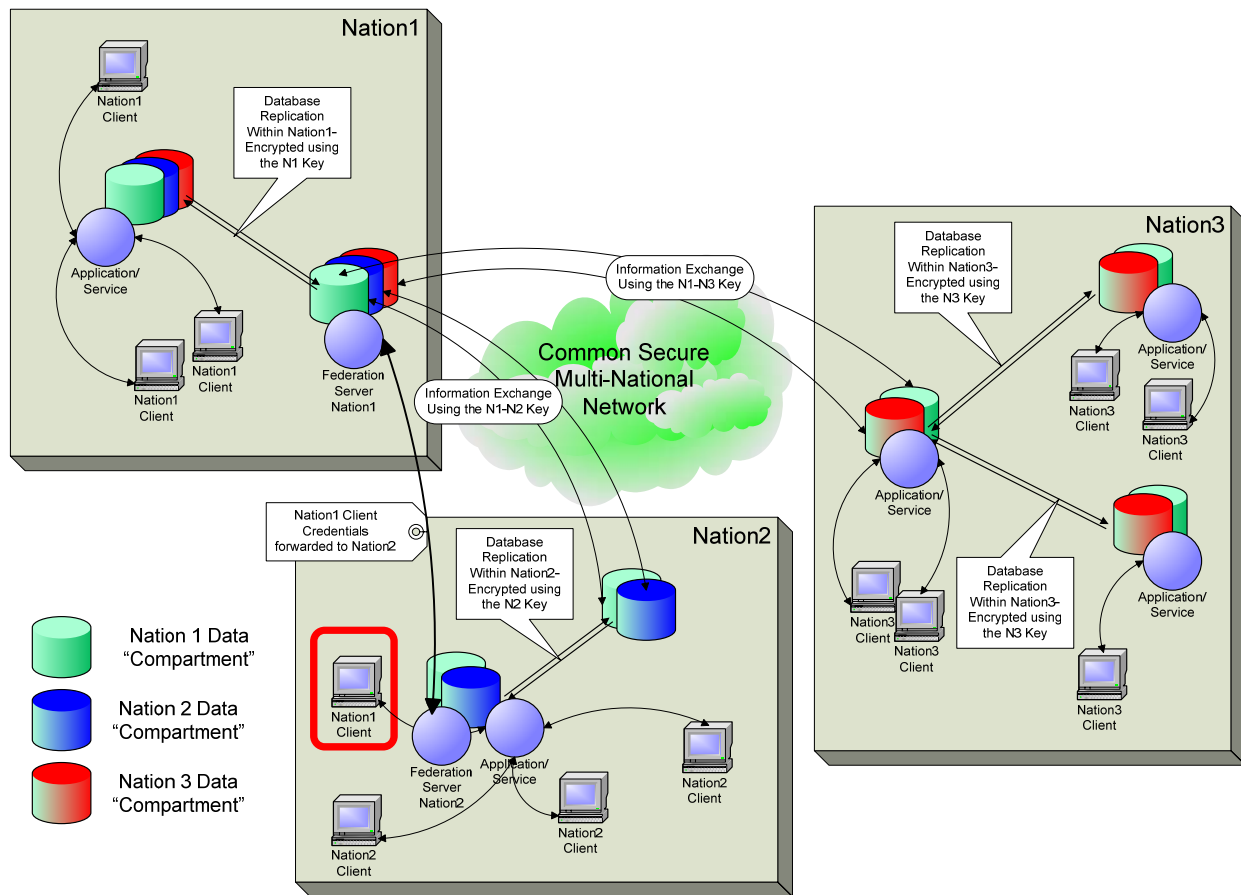 Nation1
Nation1
Client
Database
Replication
Within Nation1-
Encrypted using
the N1 Key
Application/
Service
Nation1
Client
Nation1
Client
Federation
Server
Nation1
Information Exchange
Using the N1-N3 Key
Information Exchange
Using the N1-N2 Key
Common Secure
Multi-National
Network
Nation3
Database
Replication
Within Nation3-
Encrypted using
the N3 Key
Application/
Service
Nation3
Client
Nation3
Client
Application/
Service
Application/
Service
Nation3
Client
Nation3
Client
Database
Replication
Within Nation3-
Encrypted using
the N3 Key
Nation3
Client
Nation1 Client
Credentials
forwarded to Nation2
Nation2
Database
Replication
Within Nation2-
Encrypted using
the N2 Key
Nation1
Client
Federation
Server
Nation2
Application/
Service
Nation2
Client
Nation2
Client
Nation2
Client
Nation 1 Data
“Compartment”
Nation 2 Data
“Compartment”
Nation 3 Data
“Compartment”